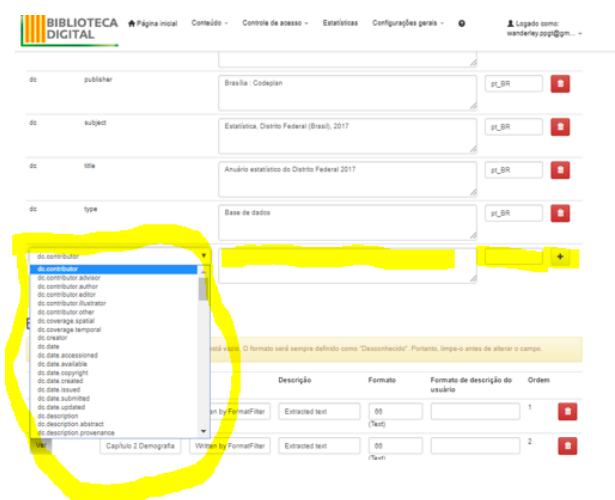 BIBLIOTECA DIGITAL
Página inicial Conteúdo Controle de acesso Estatísticas Configurações gerais
Logado como: wanderley.ppgt@gm...
dc publisher Brasília : Codeplan pt_BR
dc subject Estatística, Distrito Federal (Brasil), 2017 pt_BR
dc title Anuário estatístico do Distrito Federal 2017 pt_BR
dc type Base de dados pt_BR
dc.contributor +
dc.contributor
dc.contributor.advisor
dc.contributor.author
dc.contributor.editor
dc.contributor.illustrator
dc.contributor.other
dc.coverage.spatial
dc.coverage.temporal
dc.creator
dc.date
dc.date.accessioned
dc.date.available
dc.date.copyright
dc.date.created
dc.date.issued
dc.date.submitted
dc.date.updated
dc.description
dc.description.abstract
dc.description.provenance
está vazia. O formato será sempre definido como "Desconhecido". Portanto, limpe-o antes de alterar o campo.
Descrição Formato Formato de descrição do usuário Ordem
en by FormatFilter Extracted text (Text) 1
Ver Capítulo 2 Demografia Written by FormatFilter Extracted text (Text) 2